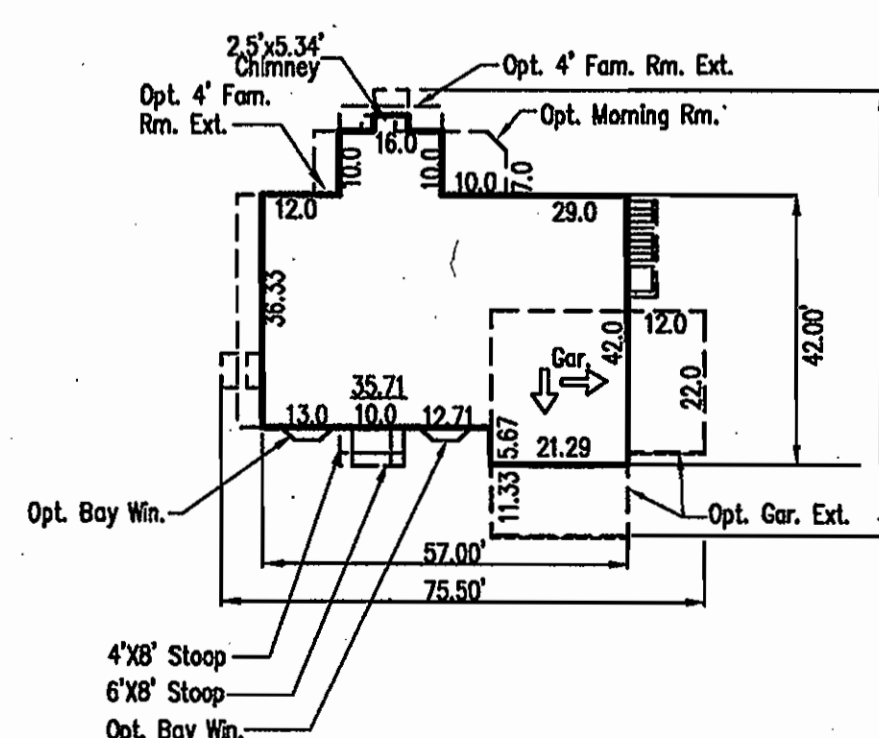 2.5'x5.34'
Chimney
Opt. 4' Fam. Rm. Ext.
Opt. 4' Fam.
Rm. Ext.
Opt. Morning Rm.
16.0
10.0
10.0
10.0
7.0
12.0
29.0
36.33
42.0
12.0
42.00'
Gar.
22.0
35.71
13.0
10.0
12.71
5.67
21.29
11.33
Opt. Bay Win.
Opt. Gar. Ext.
57.00'
75.50'
4'X8' Stoop
6'X8' Stoop
Opt. Bay Win.